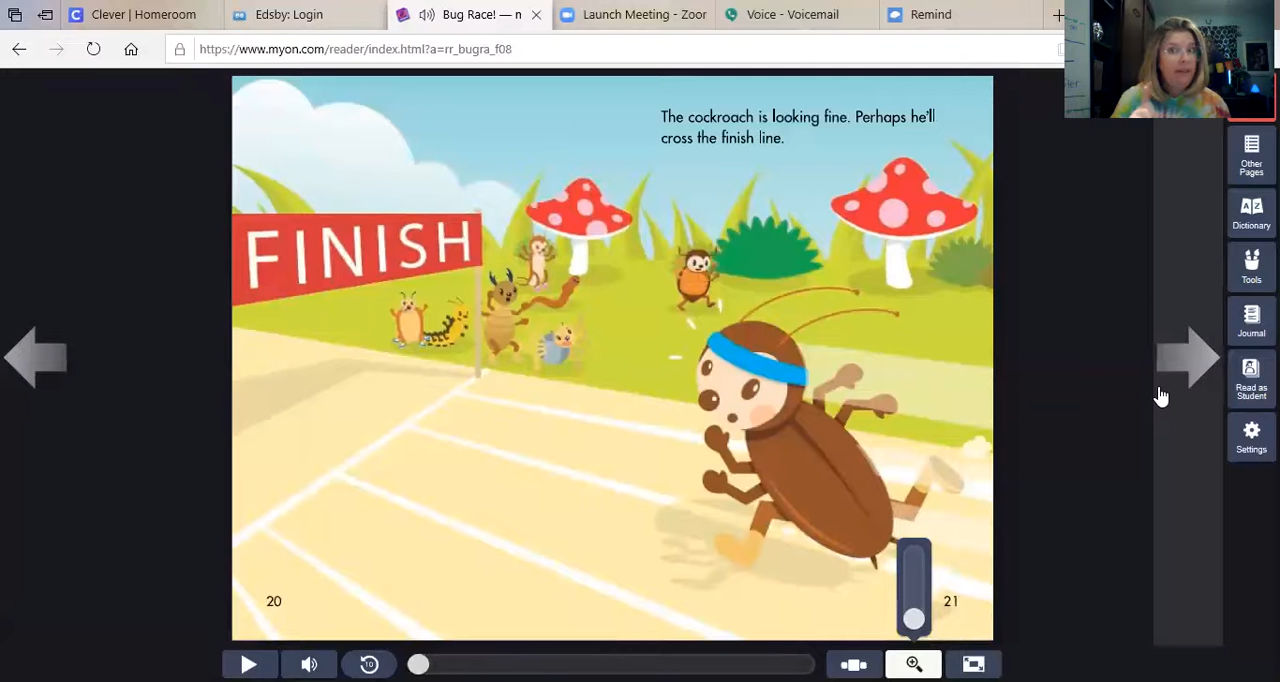 Clever | Homeroom
Edsby: Login
Bug Race! — n
Launch Meeting - Zoor
Voice - Voicemail
Remind
https://www.myon.com/reader/index.html?a=rr_bugra_f08
The cockroach is looking fine. Perhaps he'll
cross the finish line.
FINISH
Other
Pages
AZ
Dictionary
Tools
Journal
Read as
Student
Settings
20
21
10